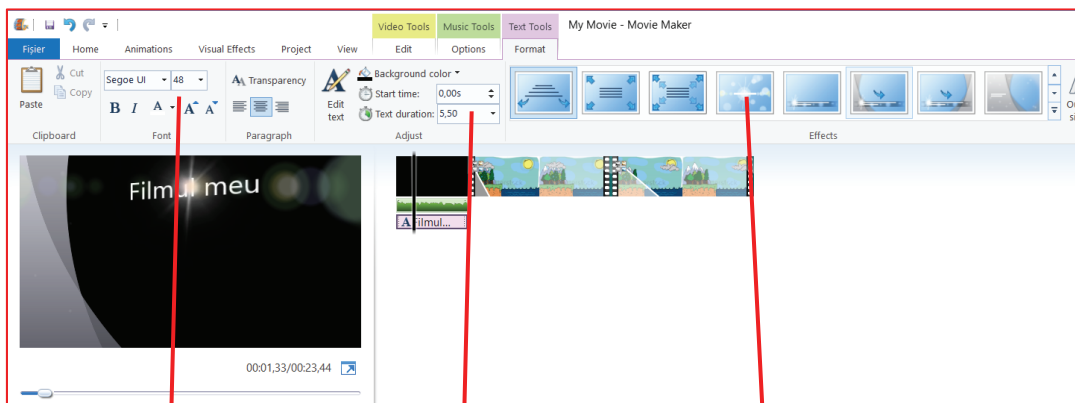 Video Tools Music Tools Text Tools My Movie - Movie Maker
Fișier Home Animations Visual Effects Project View Edit Options Format
Paste Cut Copy
Clipboard
Segoe UI 48
B I A A A
Font
Transparency
Paragraph
Edit text
Background color
Start time: 0,00s
Text duration: 5,50
Adjust
Effects
Filmul meu
A Filmul...
00:01,33/00:23,44